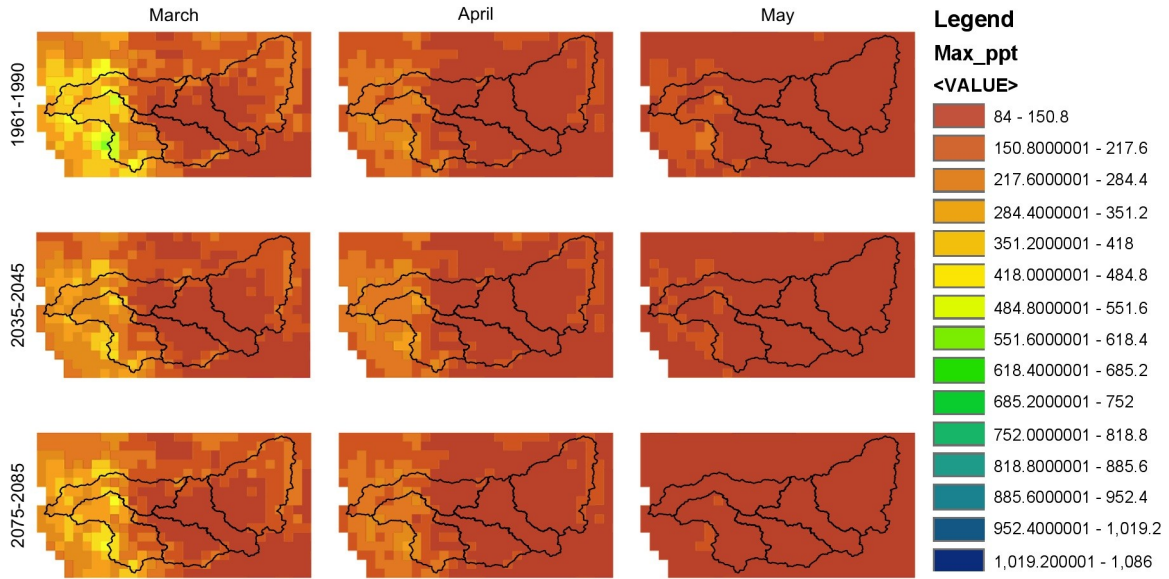 March
April
May
1961-1990
2035-2045
2075-2085
Legend
Max_ppt
<VALUE>
84 - 150.8
150.8000001 - 217.6
217.6000001 - 284.4
284.4000001 - 351.2
351.2000001 - 418
418.0000001 - 484.8
484.8000001 - 551.6
551.6000001 - 618.4
618.4000001 - 685.2
685.2000001 - 752
752.0000001 - 818.8
818.8000001 - 885.6
885.6000001 - 952.4
952.4000001 - 1,019.2
1,019.200001 - 1,086